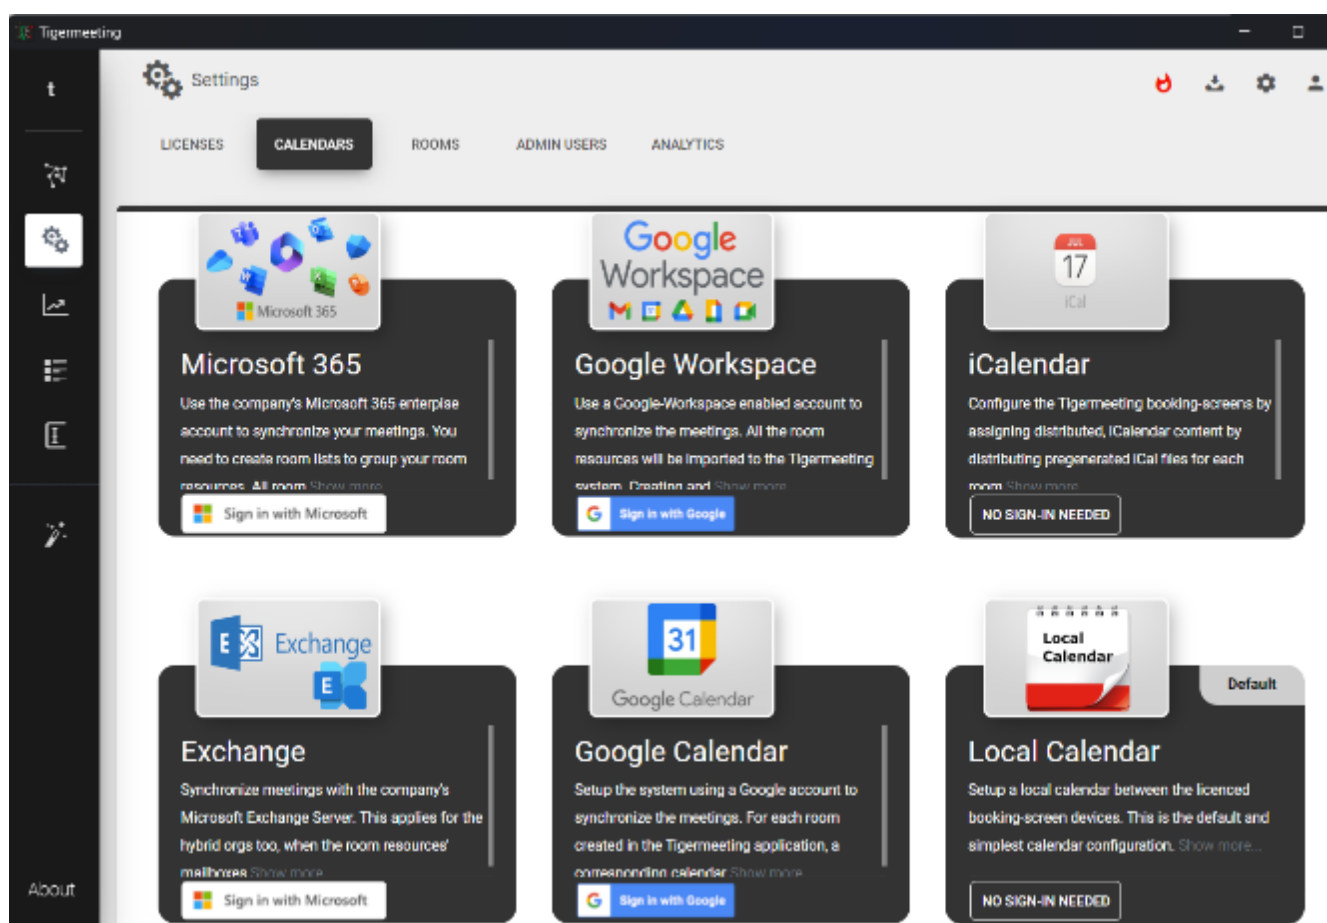 Tigermeeting
t
Settings
LICENSES
CALENDARS
ROOMS
ADMIN USERS
ANALYTICS
Microsoft 365
Microsoft 365
Use the company's Microsoft 365 enterpise
account to synchronize your meetings. You
need to create room lists to group your room
resources. All room Show more
Sign in with Microsoft
Google
Workspace
Google Workspace
Use a Google-Workspace enabled account to
synchronize the meetings. All the room
resources will be imported to the Tigermeeting
system. Creating and Show more
G Sign in with Google
JUL
17
iCal
iCalendar
Configure the Tigermeeting booking-screens by
assigning distributed, iCalendar content by
distributing pregenerated iCal files for each
room Show more
NO SIGN-IN NEEDED
E Exchange
E
Exchange
Synchronize meetings with the company's
Microsoft Exchange Server. This applies for the
hybrid orgs too, when the room resources'
mailboxes Show more
Sign in with Microsoft
31
Google Calendar
Google Calendar
Setup the system using a Google account to
synchronize the meetings. For each room
created in the Tigermeeting application, a
corresponding calendar Show more
G Sign in with Google
Local
Calendar
Default
Local Calendar
Setup a local calendar between the licenced
booking-screen devices. This is the default and
simplest calendar configuration. Show more...
NO SIGN-IN NEEDED
About